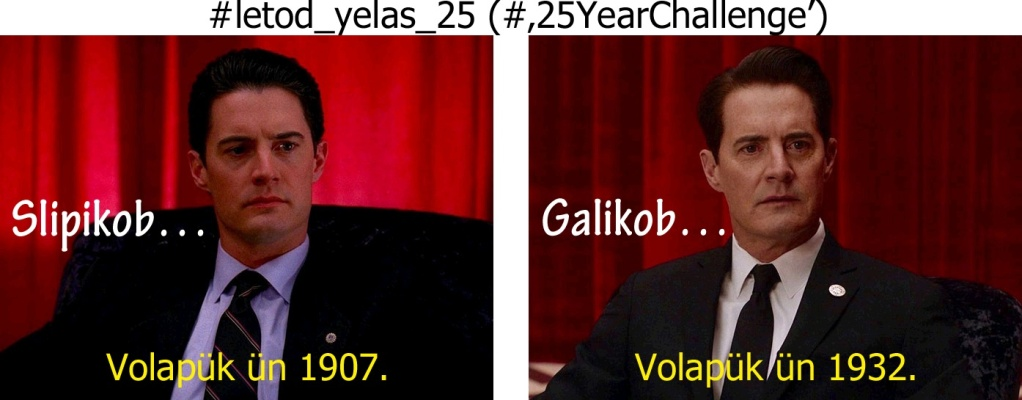 #letod_yelas_25 (#‚25YearChallenge’)
Slipikob...
Galikob...
Volapük ün 1907.
Volapük ün 1932.